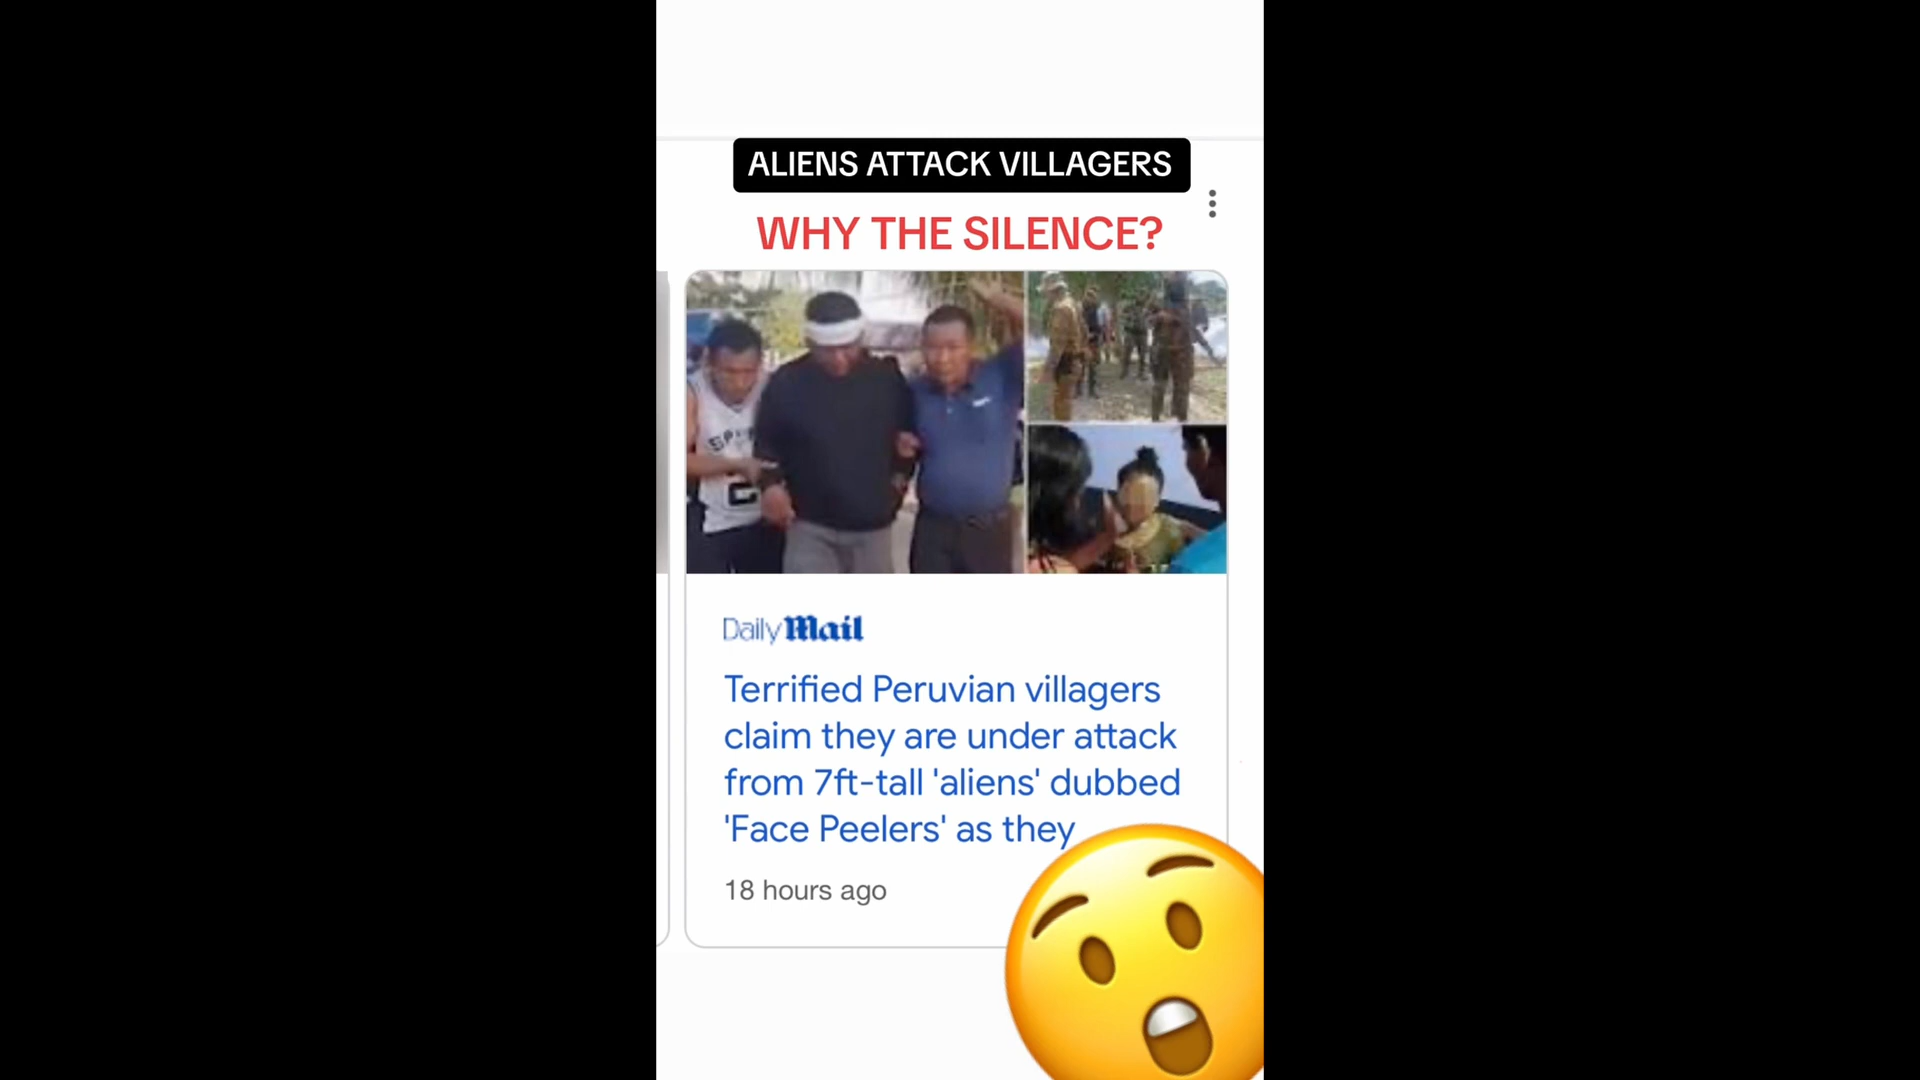 ALIENS ATTACK VILLAGERS
WHY THE SILENCE?
Daily Mail
Terrified Peruvian villagers
claim they are under attack
from 7ft-tall 'aliens' dubbed
'Face Peelers' as they
18 hours ago